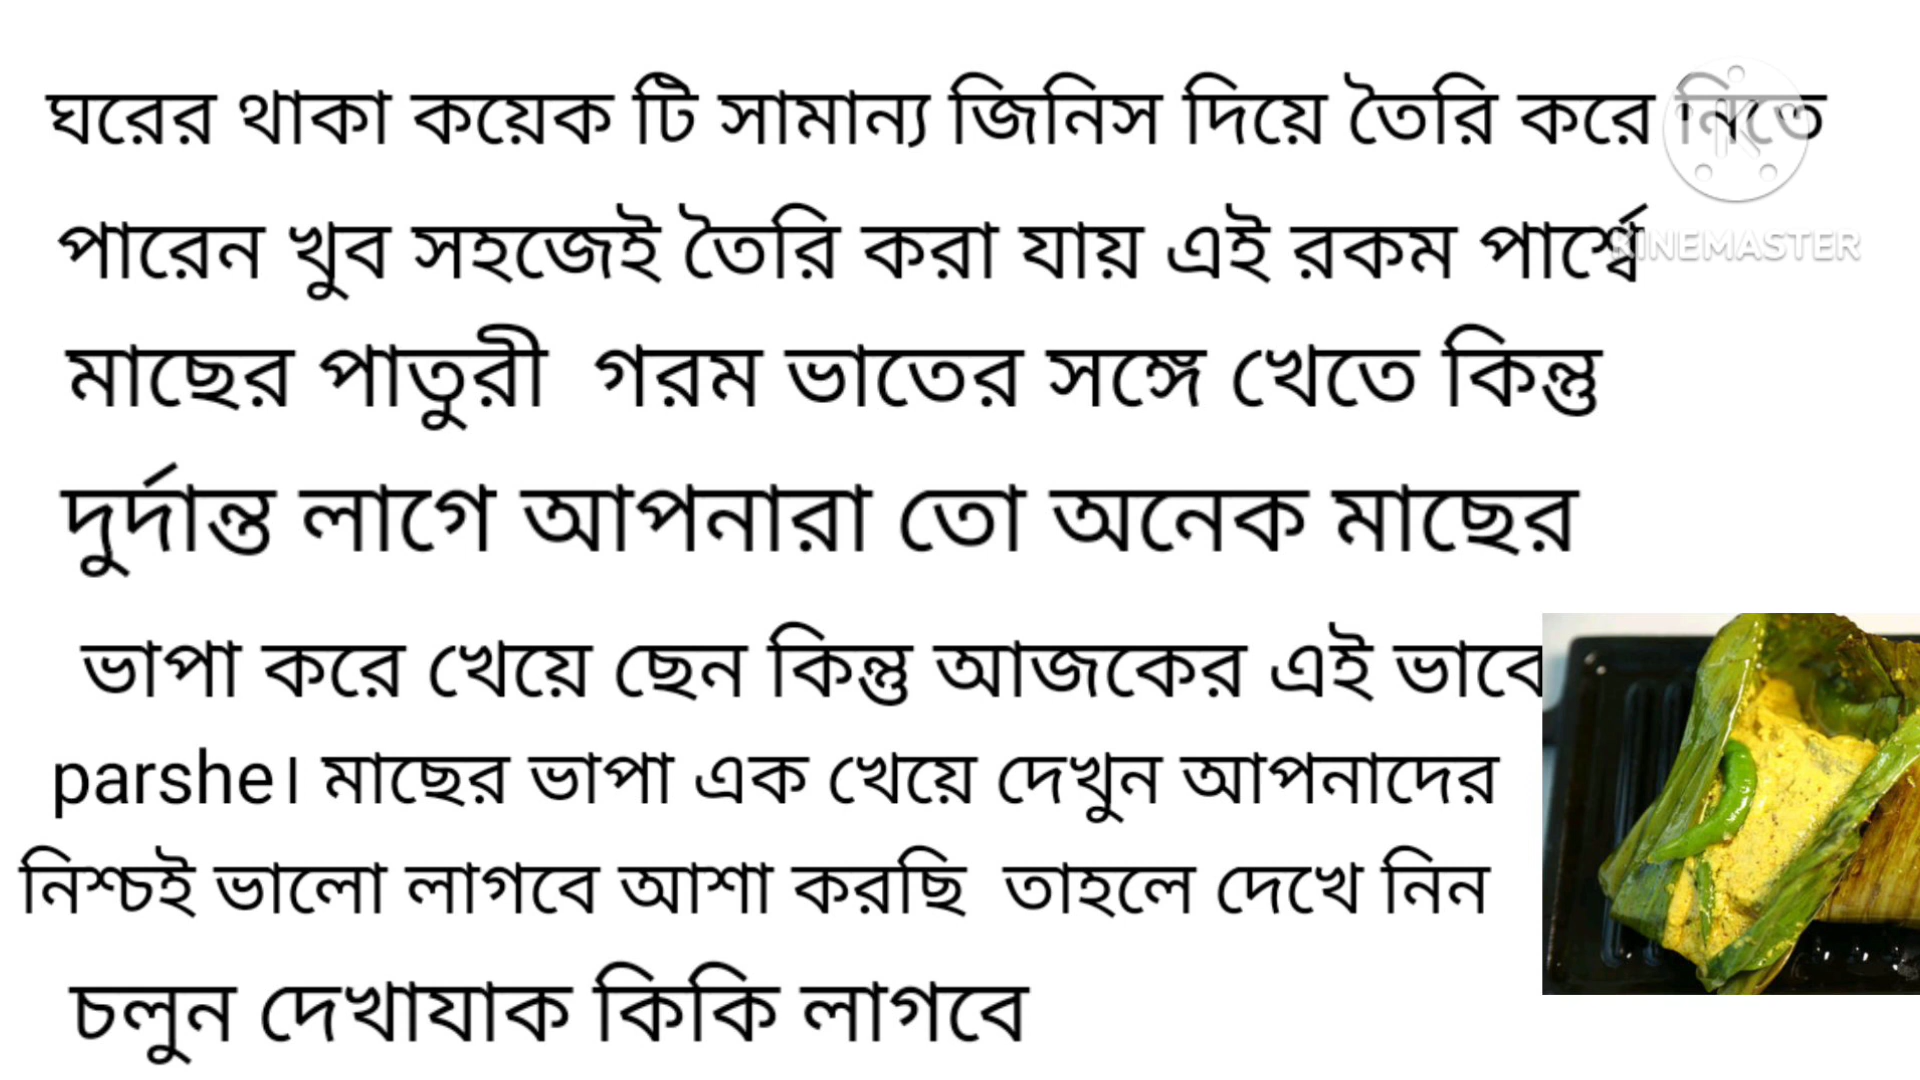 ঘরের থাকা কয়েক টি সামান্য জিনিস দিয়ে তৈরি করে নিতে
পারেন খুব সহজেই তৈরি করা যায় এই রকম পার্শ্বে
KINEMASTER
মাছের পাতুরী গরম ভাতের সঙ্গে খেতে কিন্তু
দুর্দান্ত লাগে আপনারা তো অনেক মাছের
ভাপা করে খেয়ে ছেন কিন্তু আজকের এই ভাবে
parshe। মাছের ভাপা এক খেয়ে দেখুন আপনাদের
নিশ্চই ভালো লাগবে আশা করছি তাহলে দেখে নিন
চলুন দেখাযাক কিকি লাগবে